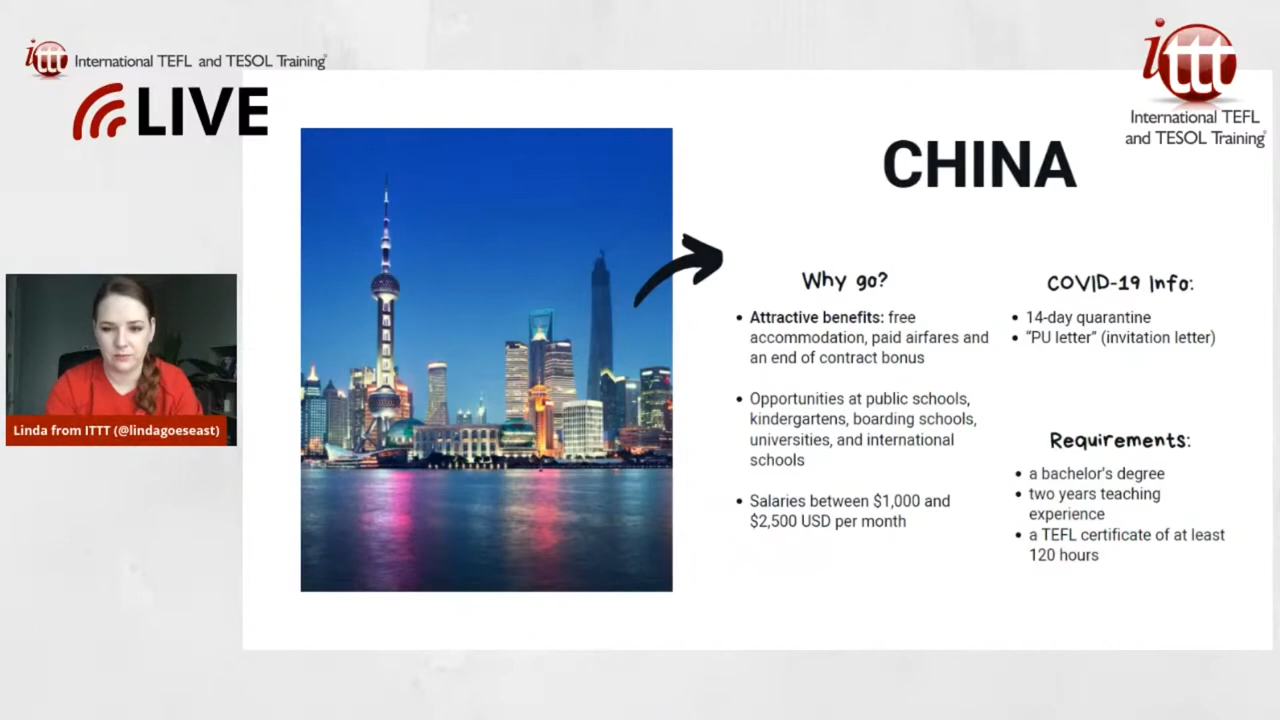 ittt International TEFL and TESOL Training
LIVE
ittt
International TEFL
and TESOL Training
CHINA
Why go?
• Attractive benefits: free
accommodation, paid airfares and
an end of contract bonus
• Opportunities at public schools,
kindergartens, boarding schools,
universities, and international
schools
• Salaries between $1,000 and
$2,500 USD per month
COVID-19 Info:
• 14-day quarantine
• “PU letter” (invitation letter)
Requirements:
• a bachelor's degree
• two years teaching
experience
• a TEFL certificate of at least
120 hours
Linda from ITTT (@lindagoeseast)